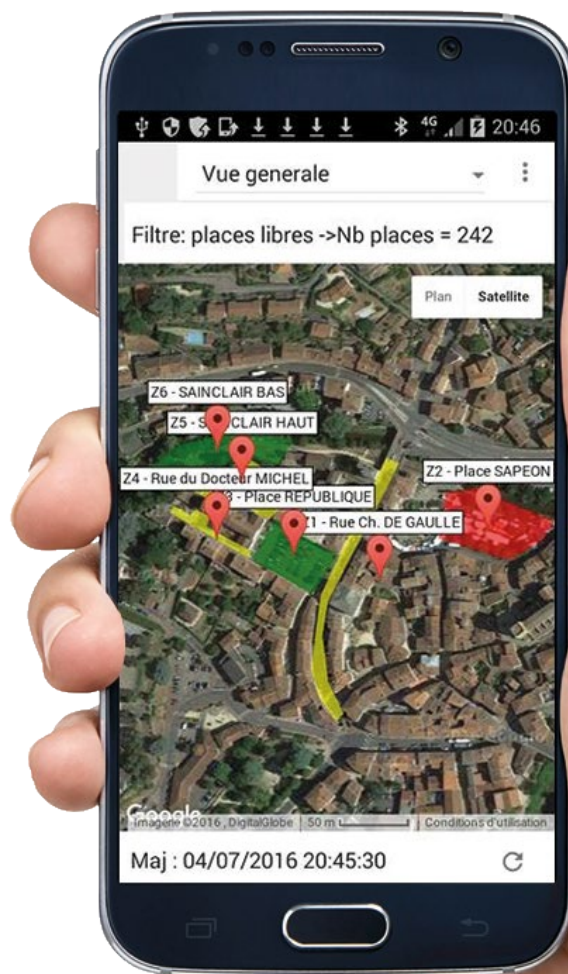 4G 20:46
Vue generale
Filtre: places libres ->Nb places = 242
Plan Satellite
Z6 - SAINCLAIR BAS
Z5 - S CLAIR HAUT
Z2 - Place SAPEON
Z4 - Rue du Docteur MICHEL
Place REPUBLIQUE
Z1 - Rue Ch. DE GAULLE
Google
Imagerie ©2016 , DigitalGlobe 50 m Conditions d'utilisation
Maj : 04/07/2016 20:45:30